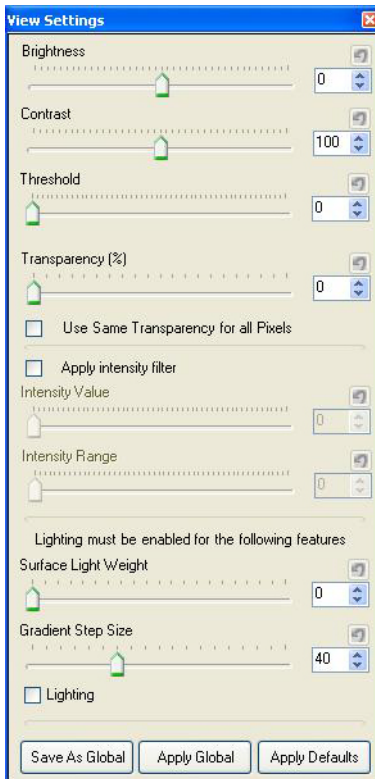 View Settings
Brightness
0
Contrast
100
Threshold
0
Transparency (%)
0
Use Same Transparency for all Pixels
Apply intensity filter
Intensity Value
0
Intensity Range
0
Lighting must be enabled for the following features
Surface Light Weight
0
Gradient Step Size
40
Lighting
Save As Global Apply Global Apply Defaults